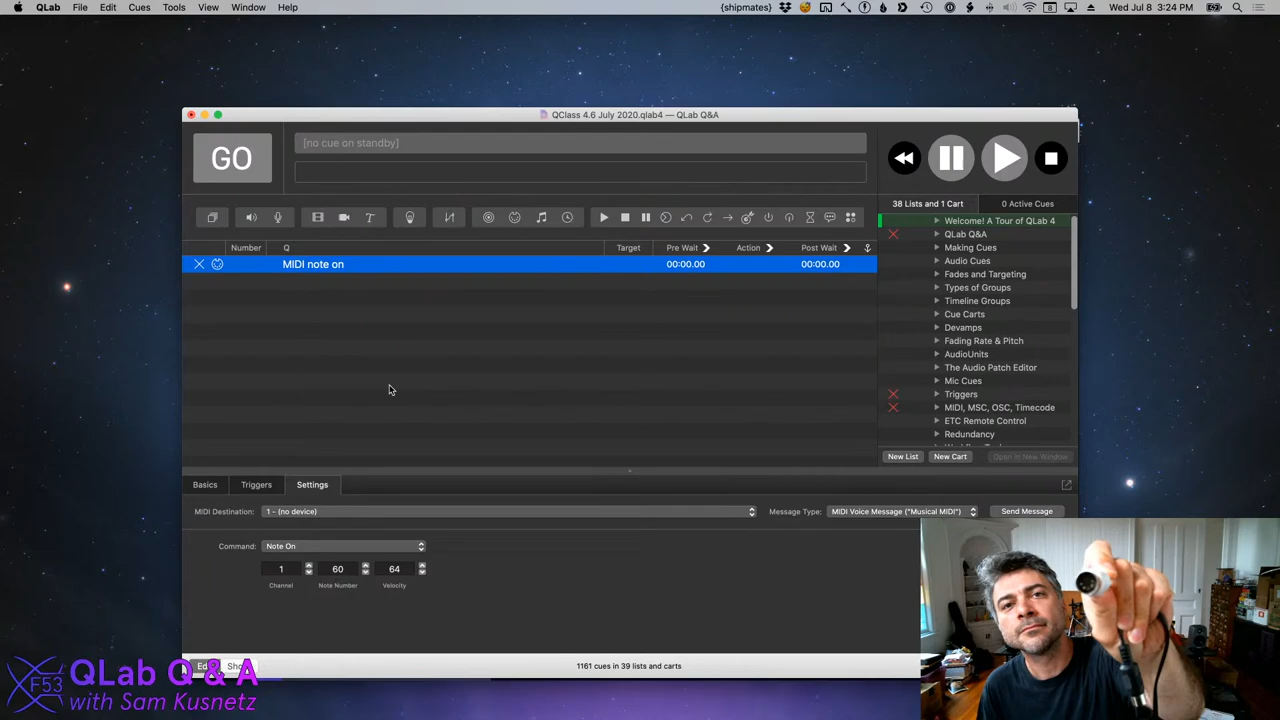 QLab File Edit Cues Tools View Window Help {shipmates} 8 Wed Jul 8 3:24 PM
QClass 4.6 July 2020.qlab4 — QLab Q&A
GO
[no cue on standby]
38 Lists and 1 Cart 0 Active Cues
Number Q Target Pre Wait Action Post Wait
MIDI note on 00:00.00 00:00.00
Welcome! A Tour of QLab 4
QLab Q&A
Making Cues
Audio Cues
Fades and Targeting
Types of Groups
Timeline Groups
Cue Carts
Devamps
Fading Rate & Pitch
AudioUnits
The Audio Patch Editor
Mic Cues
Triggers
MIDI, MSC, OSC, Timecode
ETC Remote Control
Redundancy
New List New Cart Open in New Window
Basics Triggers Settings
MIDI Destination: 1 - (no device) Message Type: MIDI Voice Message ("Musical MIDI") Send Message
Command: Note On
1 60 64
Channel Note Number Velocity
1161 cues in 39 lists and carts
F53
QLab Q & A
with Sam Kusnetz